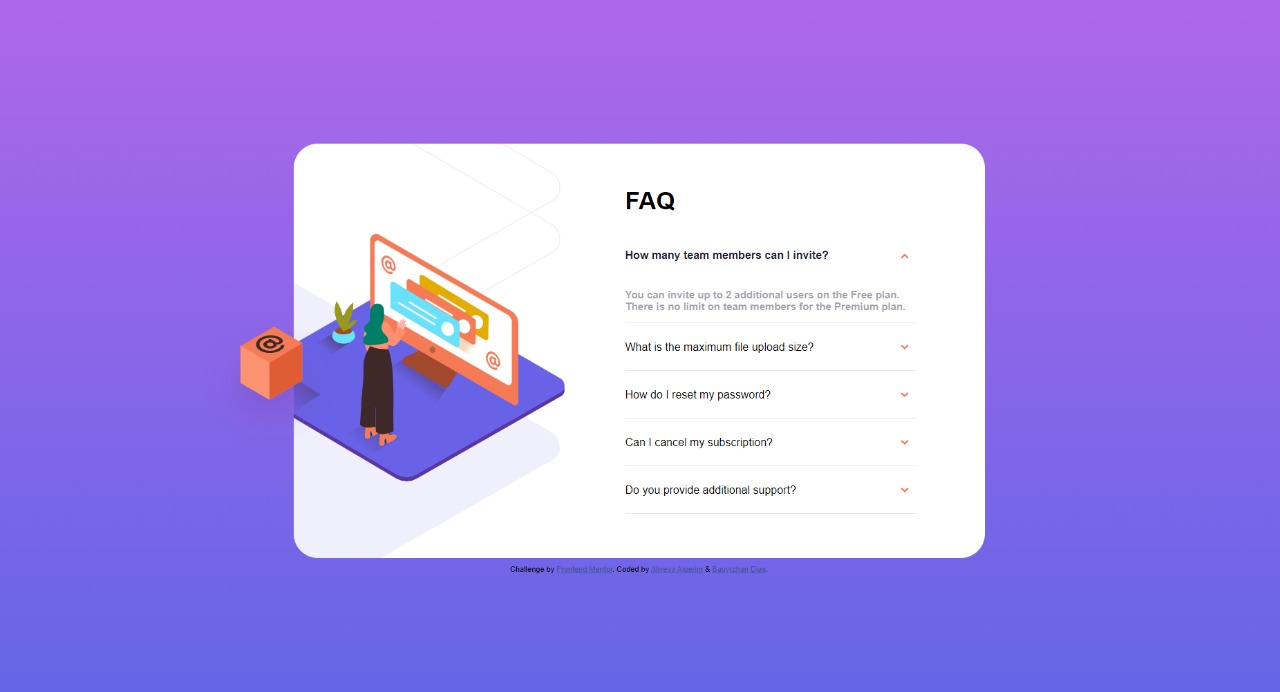 FAQ
How many team members can I invite?
You can invite up to 2 additional users on the Free plan.
There is no limit on team members for the Premium plan.
What is the maximum file upload size?
How do I reset my password?
Can I cancel my subscription?
Do you provide additional support?
@
@
@
Challenge by Frontend Mentor. Coded by & Bauyrzhan Dias.